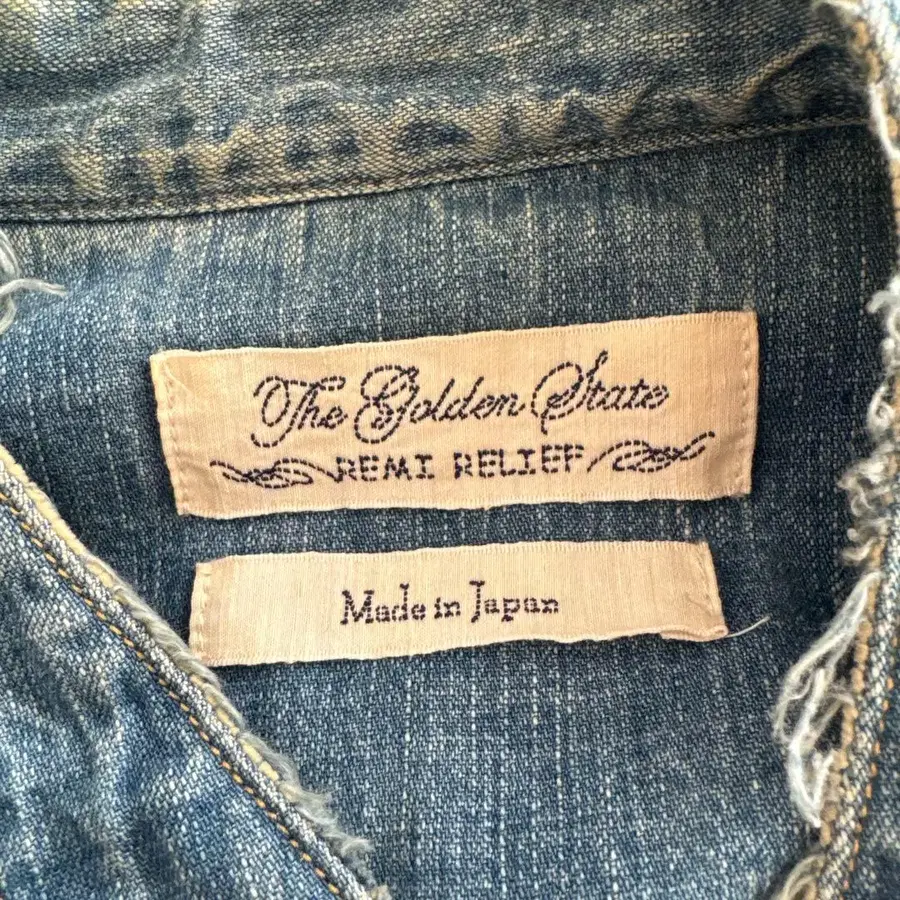 The Golden State
REMI RELIEF
Made in Japan